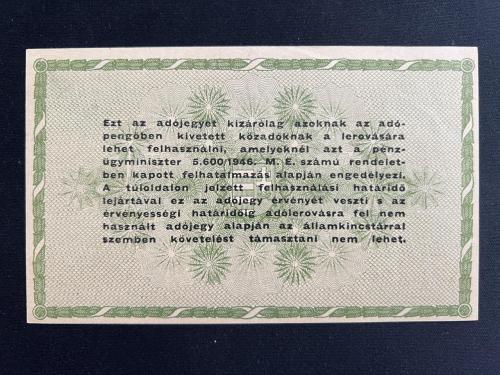 Ezt az adójegyet kizárólag azoknak az adó-
pengöben kivetett közadóknak a lerovására
lehet felhasználni, amelyeknél azt a pénz-
ügyminiszter 5.600/1946. M. E. számú rendelet-
ben kapott felhatalmazás alapján engedélyezi.
A túloldalon jelzett felhasználási határidő
lejártával ez az adójegy érvényét veszti s az
érvényességi határidőig adólerovásra fel nem
használt adójegy alapján az államkincstárral
szemben követelést támasztani nem lehet.